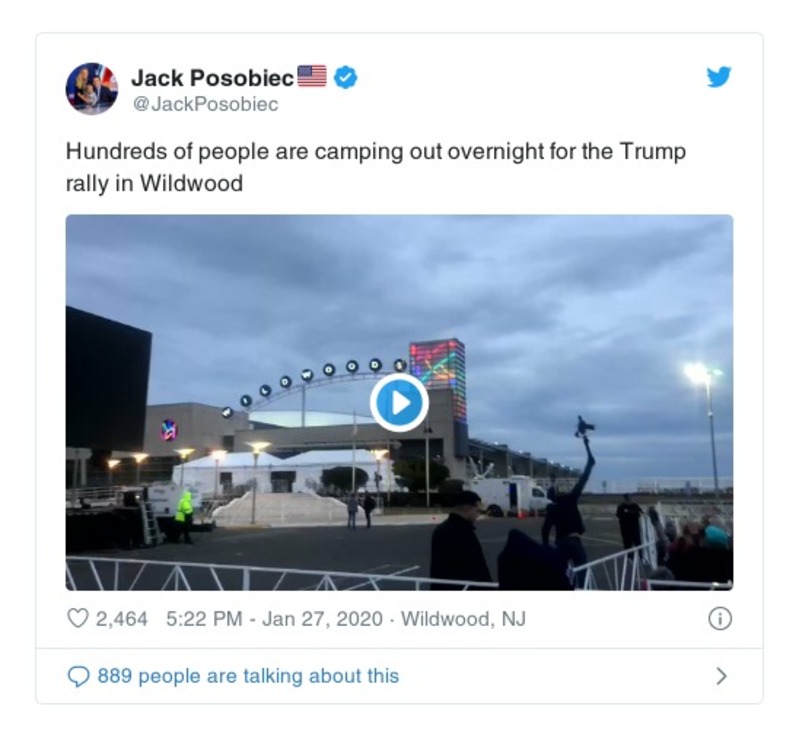 Jack Posobiec
@JackPosobiec
Hundreds of people are camping out overnight for the Trump
rally in Wildwood
WILDWOODS
2,464 5:22 PM - Jan 27, 2020 · Wildwood, NJ
889 people are talking about this